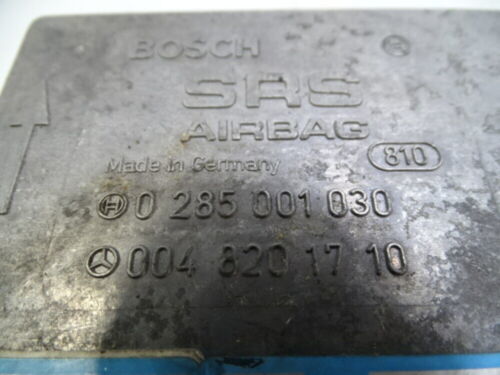 BOSCH ®
SRS
AIRBAG
Made in Germany 810
0 285 001 030
004 820 17 10